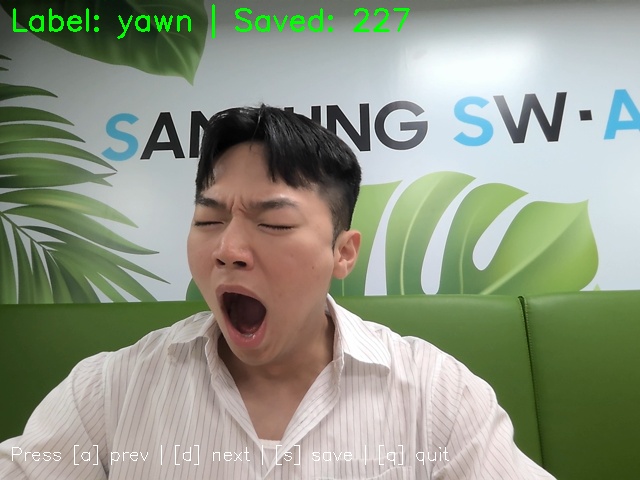 Label: yawn | Saved: 227
SAMSUNG SW·A
Press [a] prev | [d] next | [s] save | [q] quit